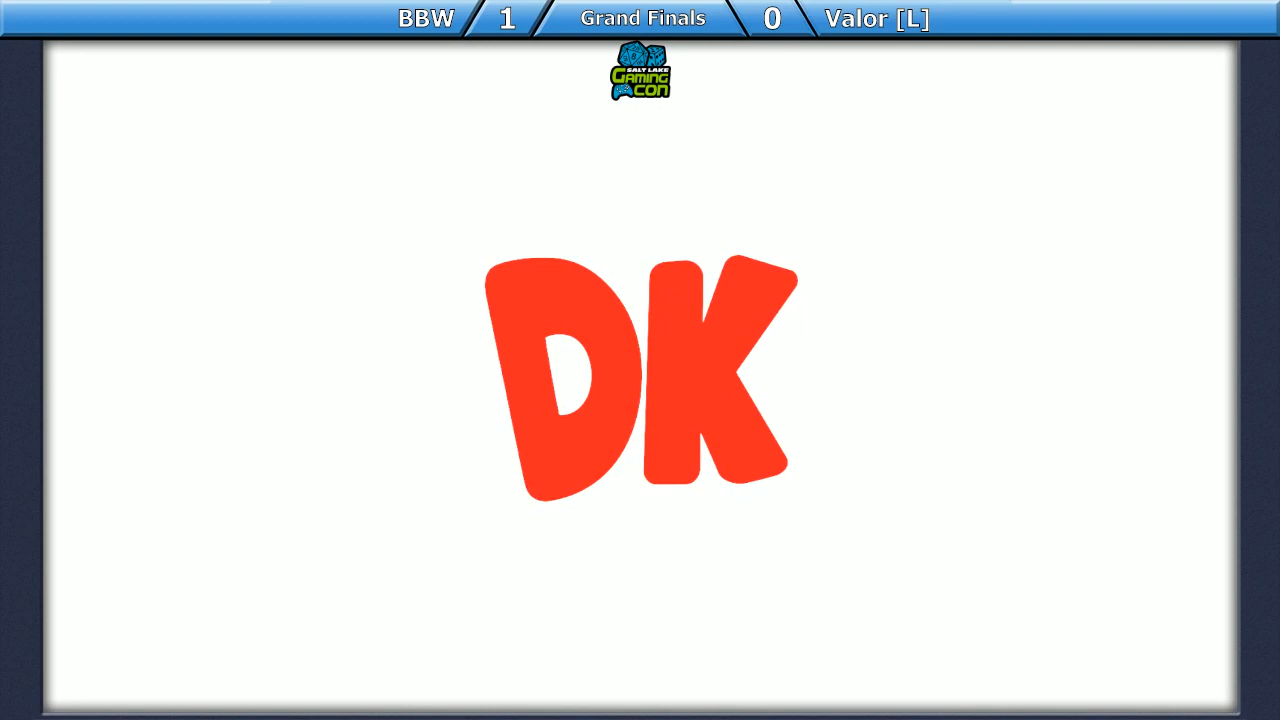 BBW 1 Grand Finals 0 Valor [L]
SALT LAKE
GAMING
CON
DK